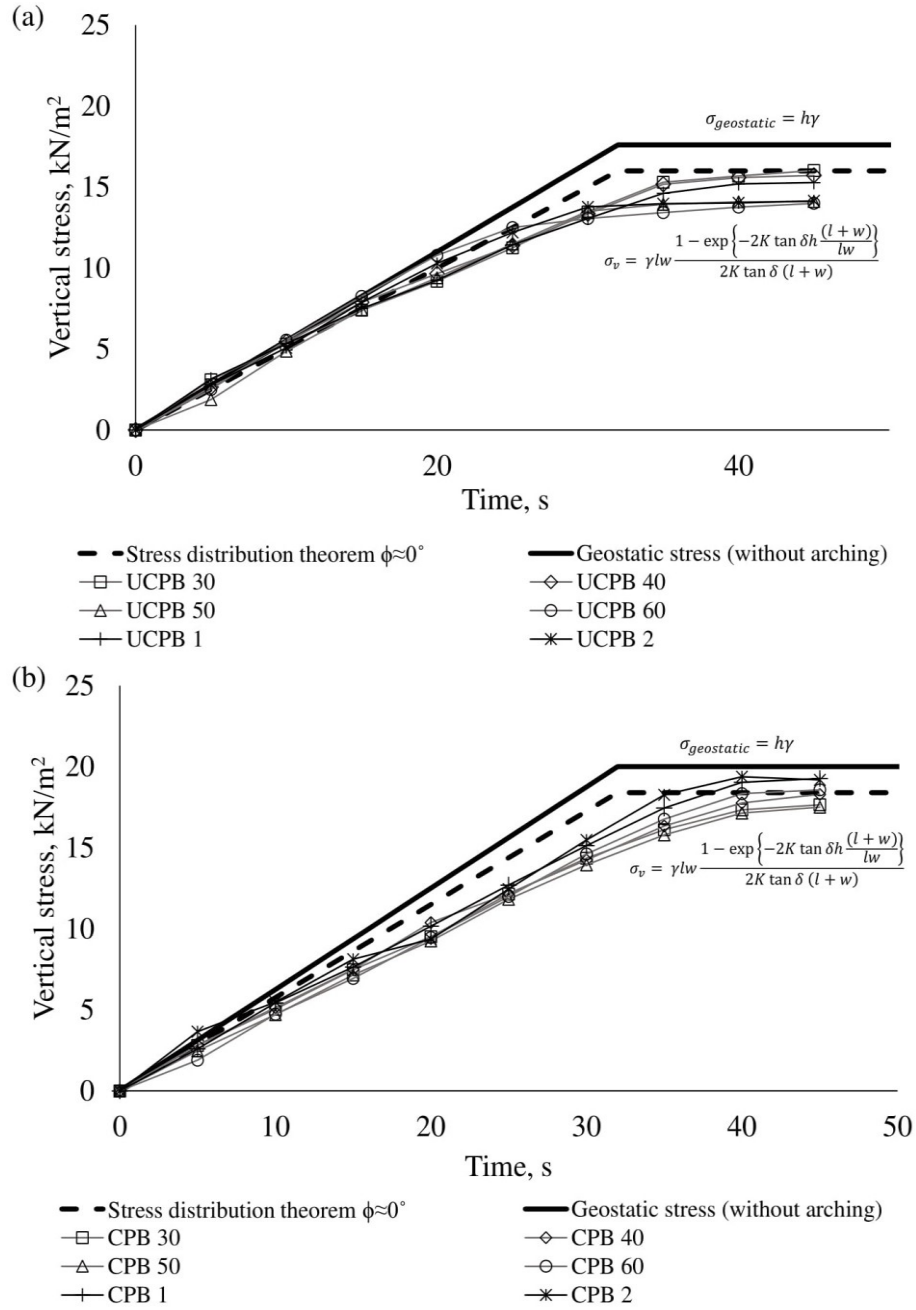 (a)
25
20
15
10
5
0
Vertical stress, kN/m²
σ_geostatic = hγ
σ_v = γlw (1 − exp{−2K tan δh (l + w)/lw}) / (2K tan δ (l + w))
0 20 40
Time, s
Stress distribution theorem ϕ≈0° Geostatic stress (without arching)
UCPB 30 UCPB 40
UCPB 50 UCPB 60
UCPB 1 UCPB 2
(b)
25
20
15
10
5
0
Vertical stress, kN/m²
σ_geostatic = hγ
σ_v = γlw (1 − exp{−2K tan δh (l + w)/lw}) / (2K tan δ (l + w))
0 10 20 30 40 50
Time, s
Stress distribution theorem ϕ≈0° Geostatic stress (without arching)
CPB 30 CPB 40
CPB 50 CPB 60
CPB 1 CPB 2